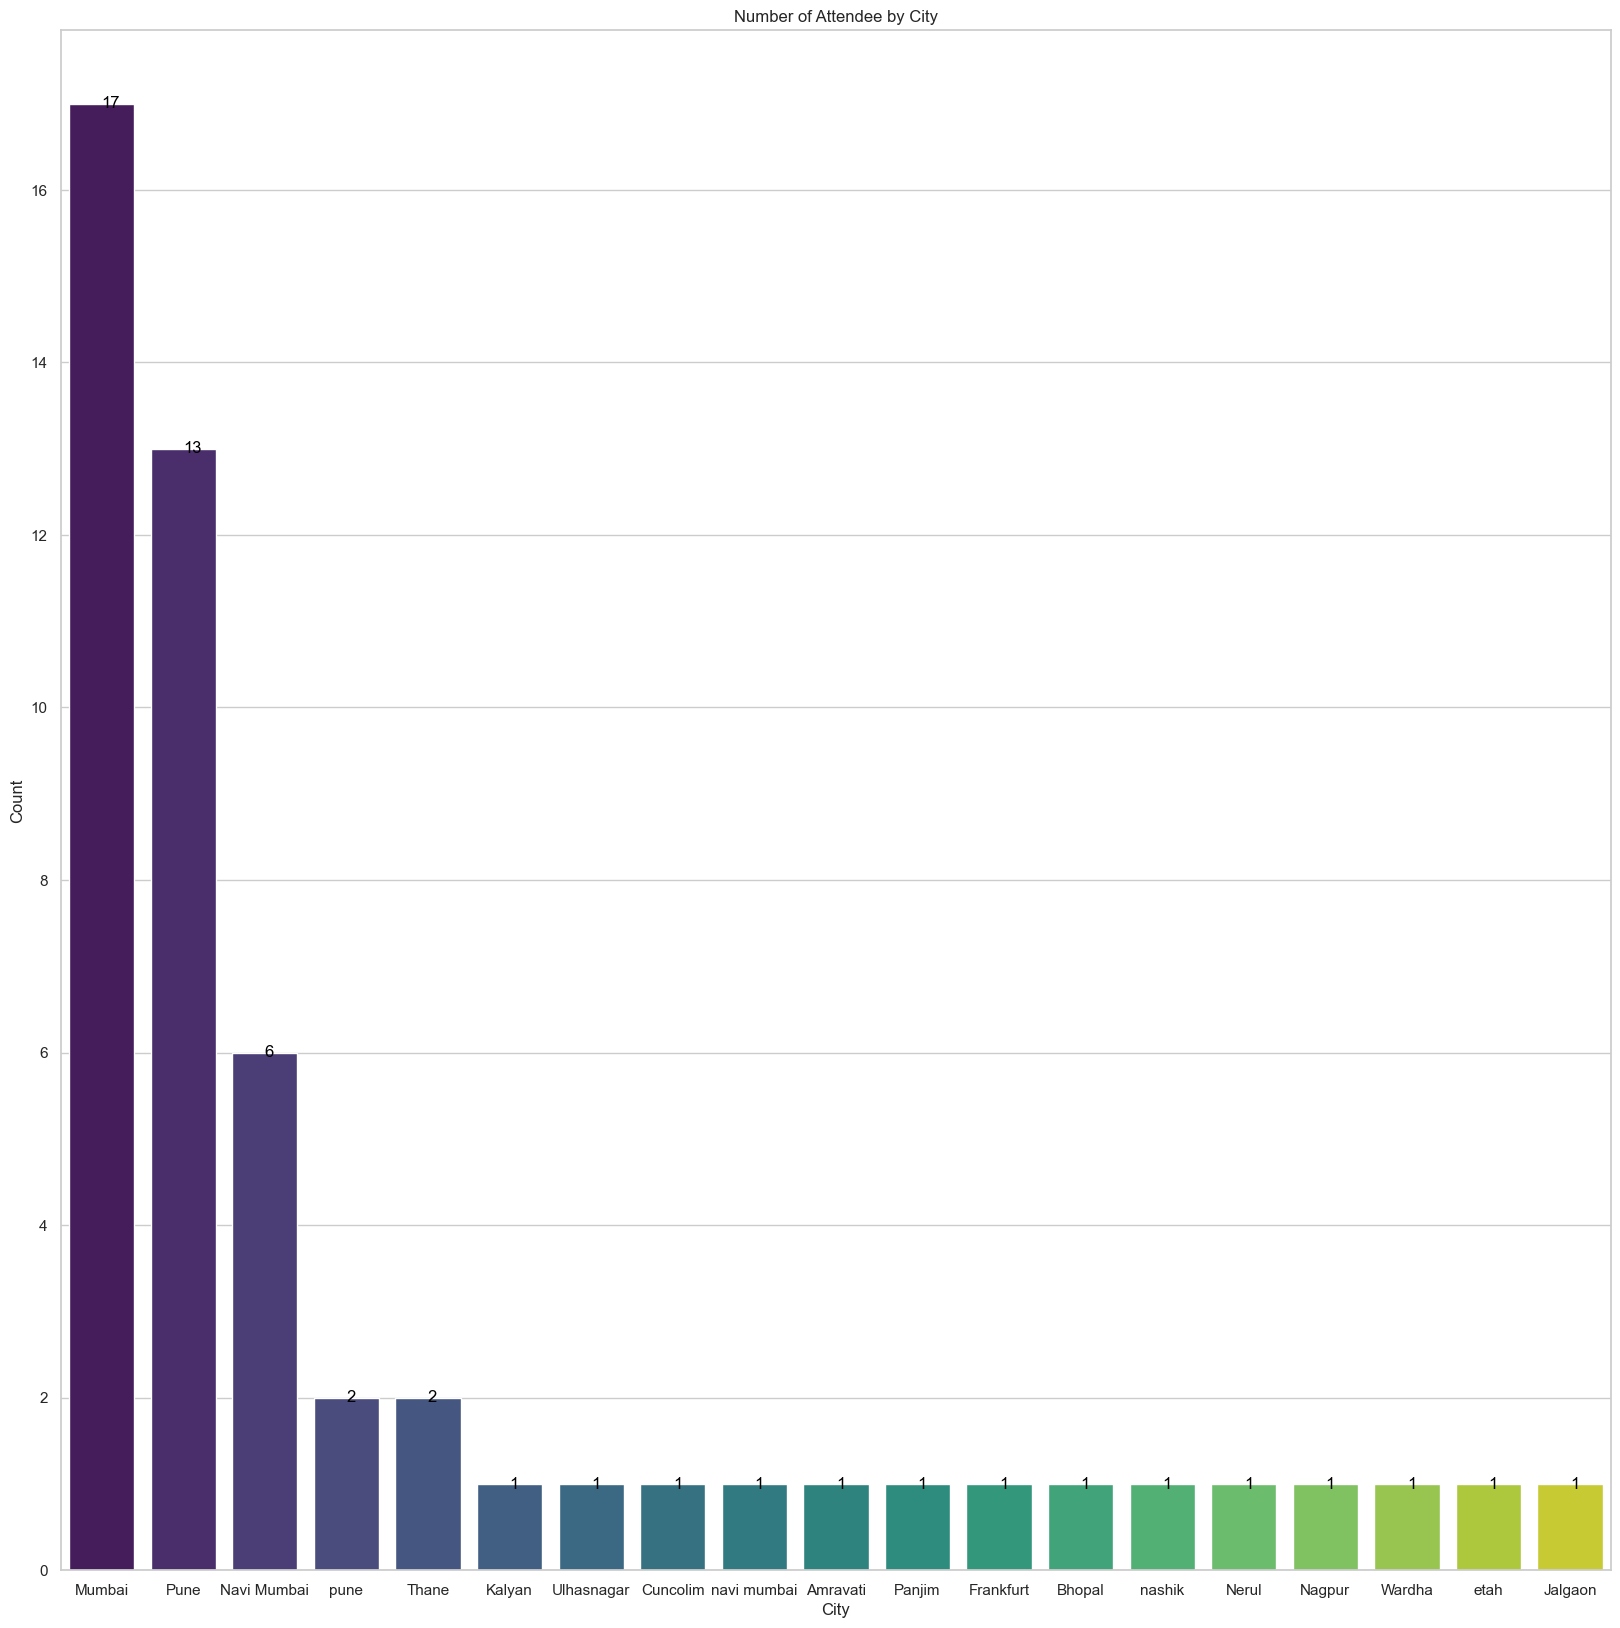 Number of Attendee by City
Count
16
14
12
10
8
6
4
2
0
17
13
6
2
2
1
1
1
1
1
1
1
1
1
1
1
1
1
1
Mumbai
Pune
Navi Mumbai
pune
Thane
Kalyan
Ulhasnagar
Cuncolim
navi mumbai
Amravati
Panjim
Frankfurt
Bhopal
nashik
Nerul
Nagpur
Wardha
etah
Jalgaon
City